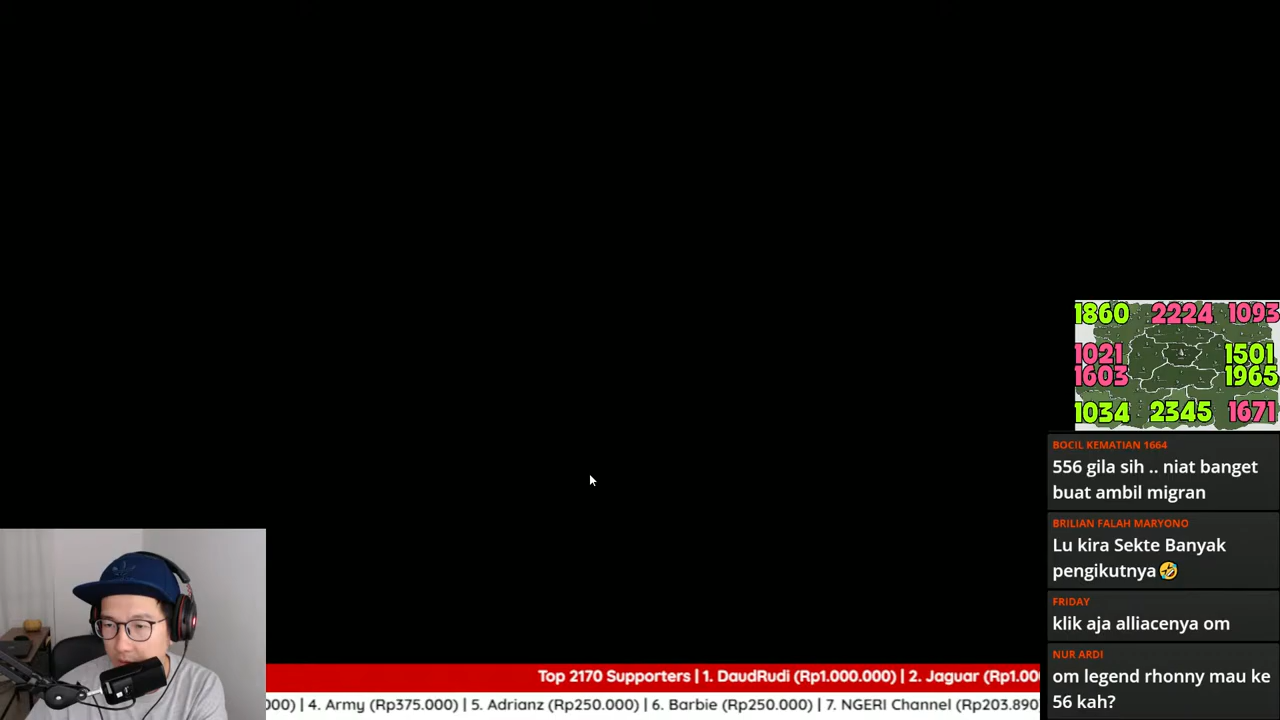 1860 2224 1093
1021 1501
1603 1965
1034 2345 1671
BOCIL KEMATIAN 1664
556 gila sih .. niat banget
buat ambil migran
BRILIAN FALAH MARYONO
Lu kira Sekte Banyak
pengikutnya🤣
FRIDAY
klik aja alliacenya om
NUR ARDI
om legend rhonny mau ke
56 kah?
Top 2170 Supporters | 1. DaudRudi (Rp1.000.000) | 2. Jaguar (Rp1.00
00) | 4. Army (Rp375.000) | 5. Adrianz (Rp250.000) | 6. Barbie (Rp250.000) | 7. NGERI Channel (Rp203.890